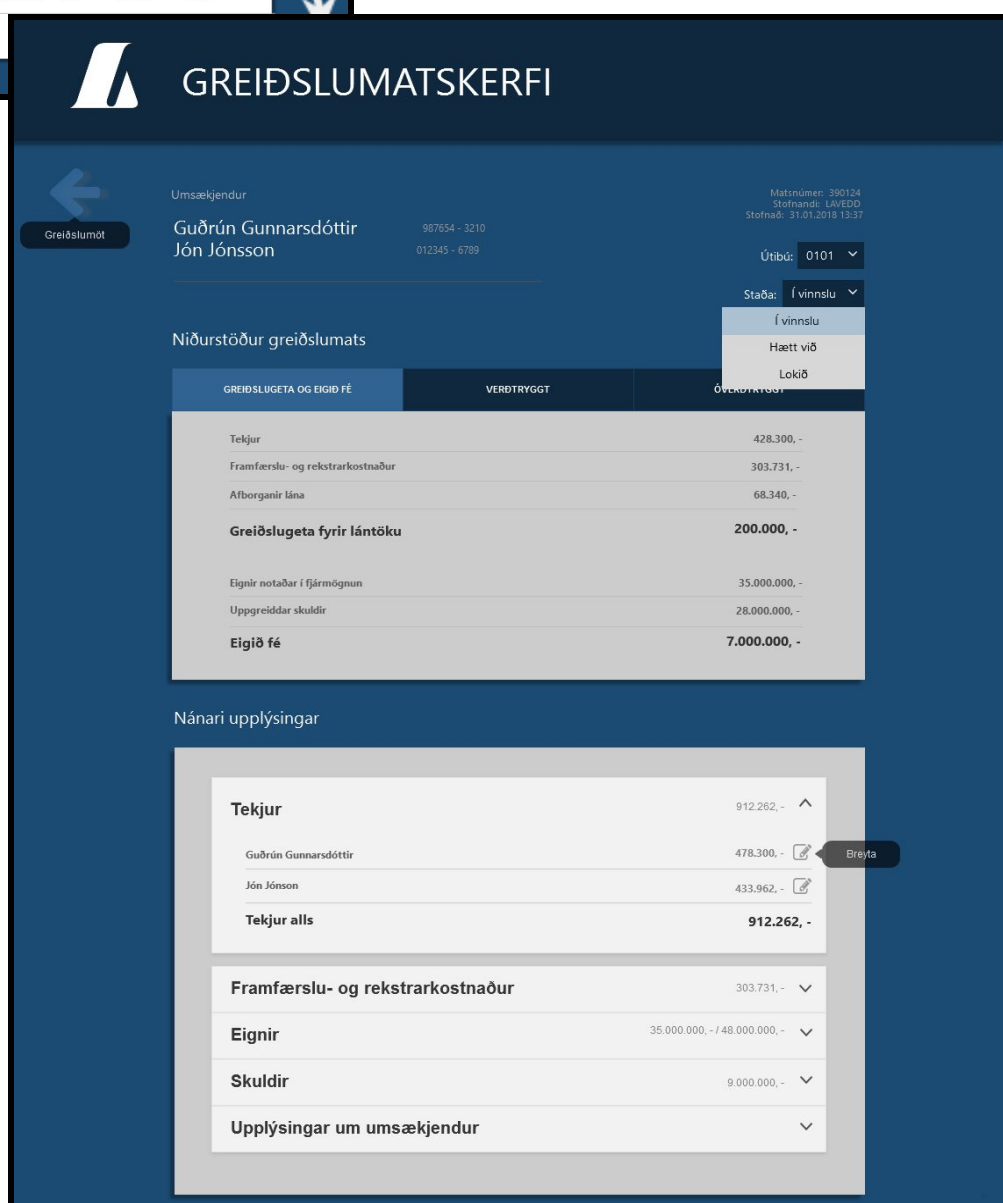 GREIÐSLUMATSKERFI
Greiðslumöt
Umsækjendur
Guðrún Gunnarsdóttir 987654 - 3210
Jón Jónsson 012345 - 6789
Matsnúmer: 390124
Stofnandi: LAVEDD
Stofnað: 31.01.2018 13:37
Útibú: 0101
Staða: Í vinnslu
Í vinnslu
Hætt við
Lokið
Niðurstöður greiðslumats
GREIÐSLUGETA OG EIGIÐ FÉ VERÐTRYGGT ÓVERÐTRYGGT
Tekjur 428.300, -
Framfærslu- og rekstrarkostnaður 303.731, -
Afborganir lána 68.340, -
Greiðslugeta fyrir lántöku 200.000, -
Eignir notaðar í fjármögnun 35.000.000, -
Uppgreiddar skuldir 28.000.000, -
Eigið fé 7.000.000, -
Nánari upplýsingar
Tekjur 912.262, -
Guðrún Gunnarsdóttir 478.300, - Breyta
Jón Jónson 433.962, -
Tekjur alls 912.262, -
Framfærslu- og rekstrarkostnaður 303.731, -
Eignir 35.000.000, - / 48.000.000, -
Skuldir 9.000.000, -
Upplýsingar um umsækjendur